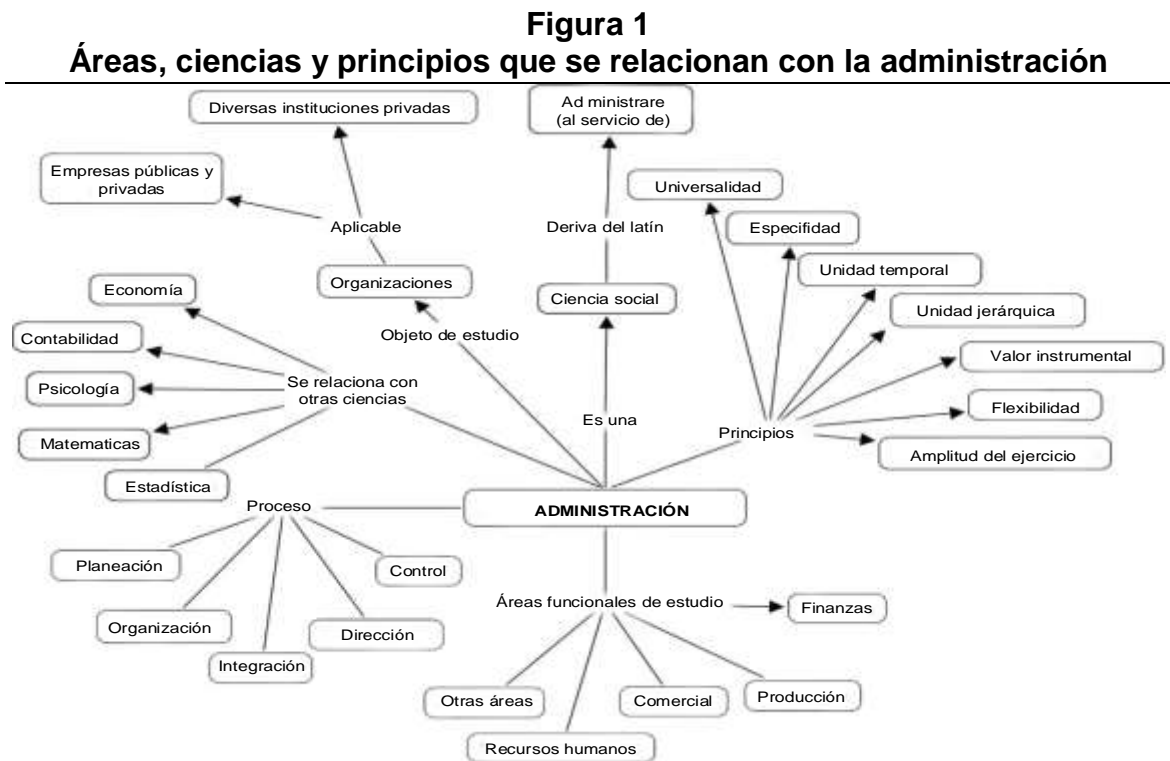 Figura 1
Áreas, ciencias y principios que se relacionan con la administración
Diversas instituciones privadas
Ad ministrare
(al servicio de)
Empresas públicas y
privadas
Universalidad
Aplicable
Deriva del latín
Especifidad
Unidad temporal
Economía
Organizaciones
Ciencia social
Unidad jerárquica
Contabilidad
Objeto de estudio
Valor instrumental
Psicología
Se relaciona con
otras ciencias
Flexibilidad
Matematicas
Es una
Principios
Amplitud del ejercicio
Estadística
Proceso
ADMINISTRACIÓN
Planeación
Control
Áreas funcionales de estudio
Finanzas
Organización
Dirección
Integración
Otras áreas
Comercial
Producción
Recursos humanos